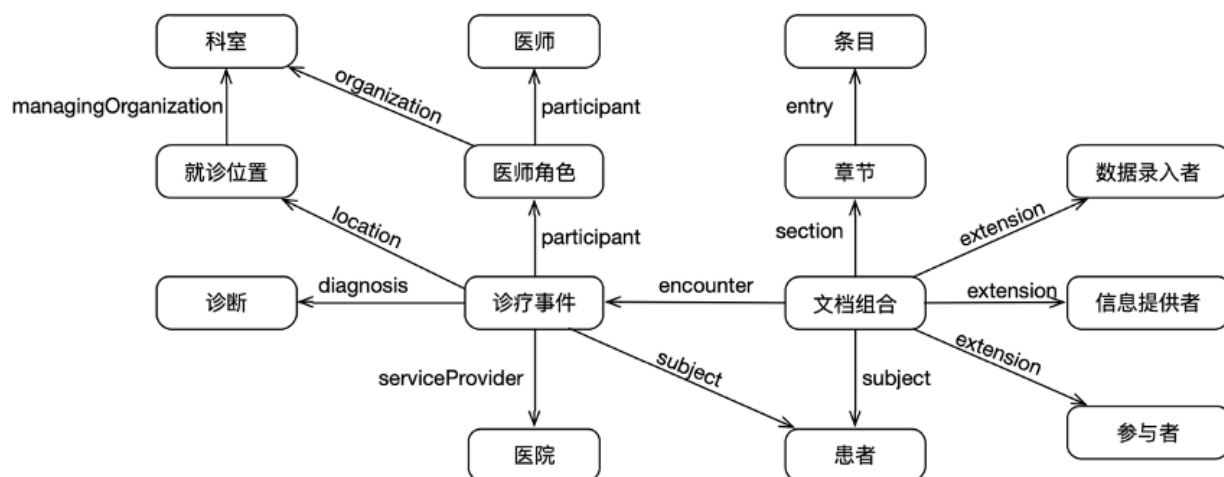 科室
医师
条目
organization
managingOrganization
participant
entry
就诊位置
医师角色
章节
数据录入者
location
participant
section
extension
诊断
diagnosis
诊疗事件
encounter
文档组合
extension
信息提供者
serviceProvider
subject
subject
extension
医院
患者
参与者